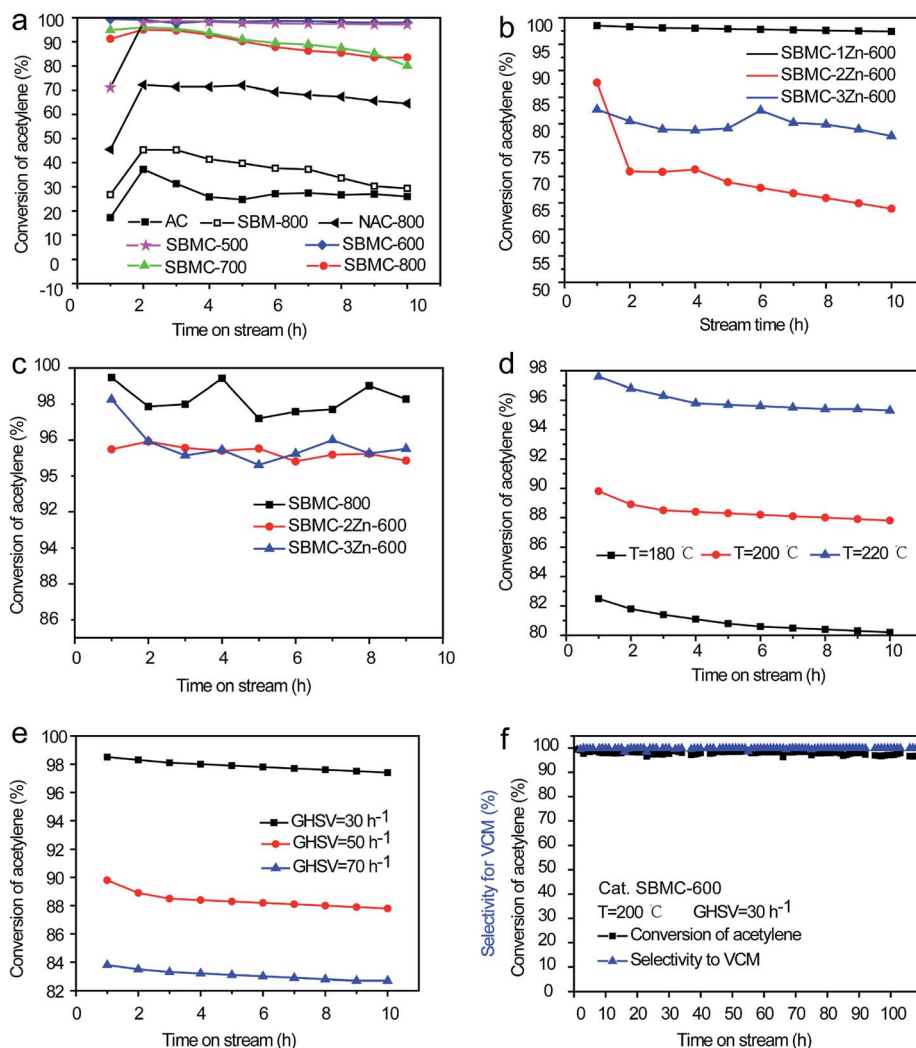 a
Conversion of acetylene (%)
100
90
80
70
60
50
40
30
20
10
0
-10
AC SBM-800 NAC-800
SBMC-500 SBMC-600
SBMC-700 SBMC-800
0 2 4 6 8 10
Time on stream (h)
b
Conversion of acetylene (%)
100
90
85
80
70
65
60
55
50
SBMC-1Zn-600
SBMC-2Zn-600
SBMC-3Zn-600
0 2 4 6 8 10
Stream time (h)
c
Conversion of acetylene (%)
100
98
96
95
92
94
86
SBMC-800
SBMC-2Zn-600
SBMC-3Zn-600
0 2 4 6 8 10
Time on stream (h)
d
Conversion of acetylene (%)
98
96
94
92
90
88
86
84
82
80
T=180 ℃ T=200 ℃ T=220 ℃
0 2 4 6 8 10
Time on stream (h)
e
Conversion of acetylene (%)
100
98
96
94
92
90
88
86
84
82
GHSV=30 h-1
GHSV=50 h-1
GHSV=70 h-1
0 2 4 6 8 10
Time on stream (h)
f
Selectivity for VCM (%)
Conversion of acetylene (%)
100
90
80
70
60
50
40
30
20
10
0
Cat. SBMC-600
T=200 ℃ GHSV=30 h-1
Conversion of acetylene
Selectivity to VCM
0 10 20 30 40 50 60 70 80 90 100
Time on stream (h)